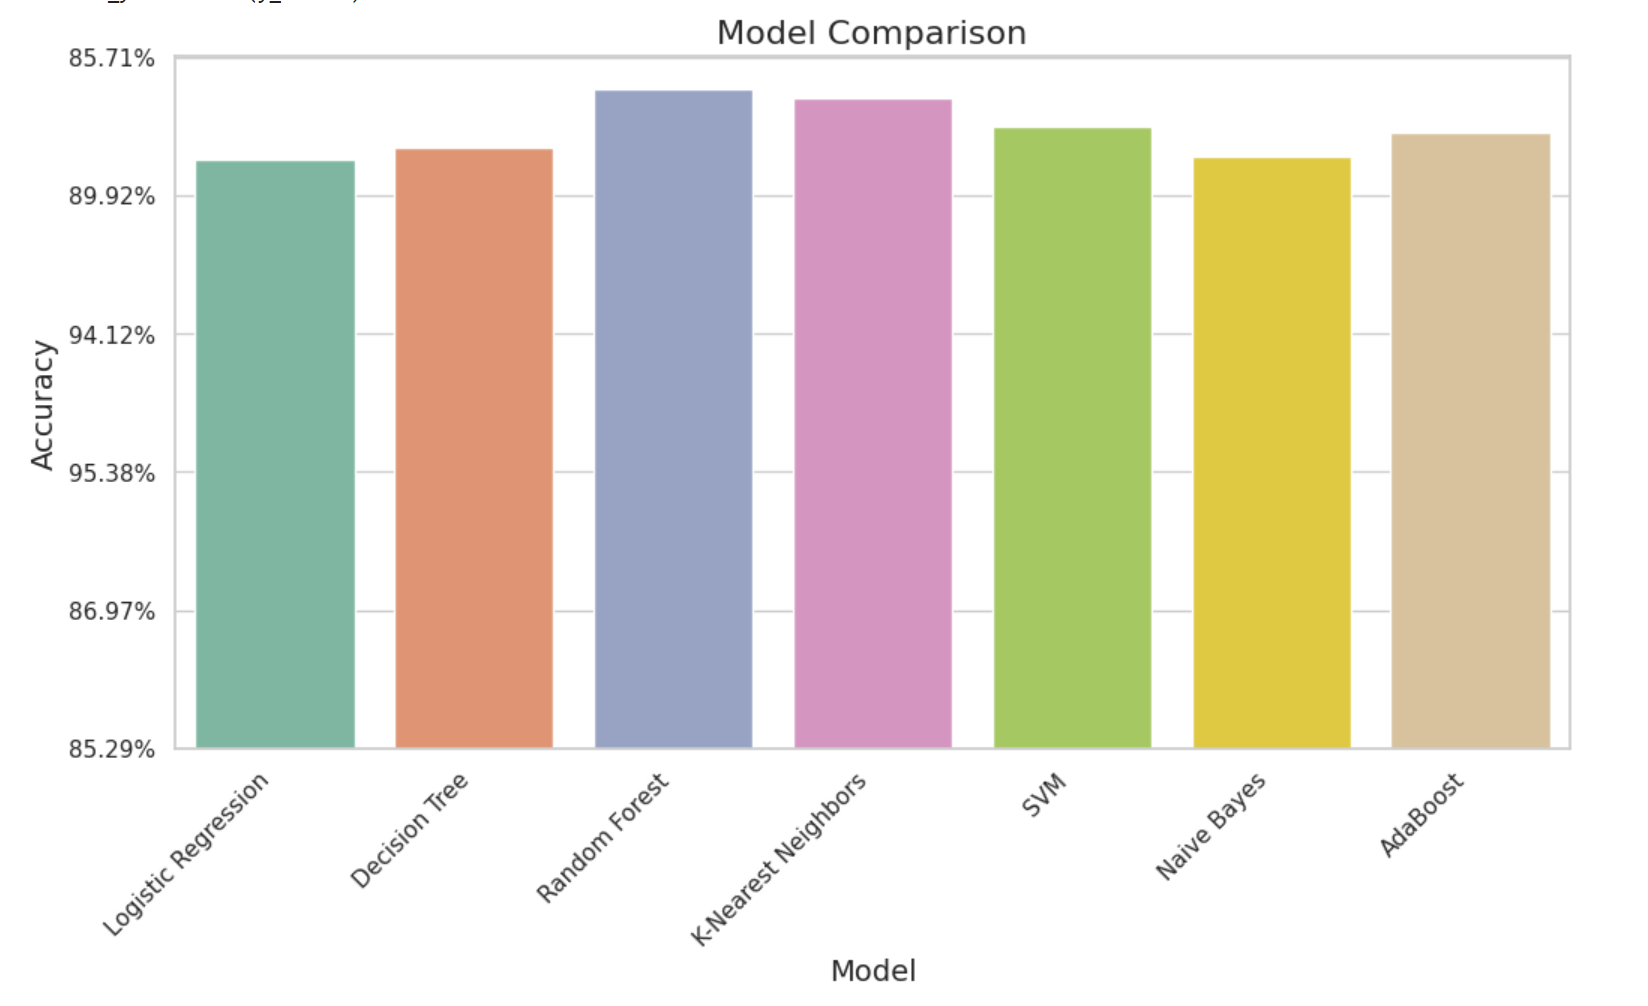 Model Comparison
85.71%
89.92%
94.12%
95.38%
86.97%
85.29%
Accuracy
Logistic Regression
Decision Tree
Random Forest
K-Nearest Neighbors
SVM
Naive Bayes
AdaBoost
Model